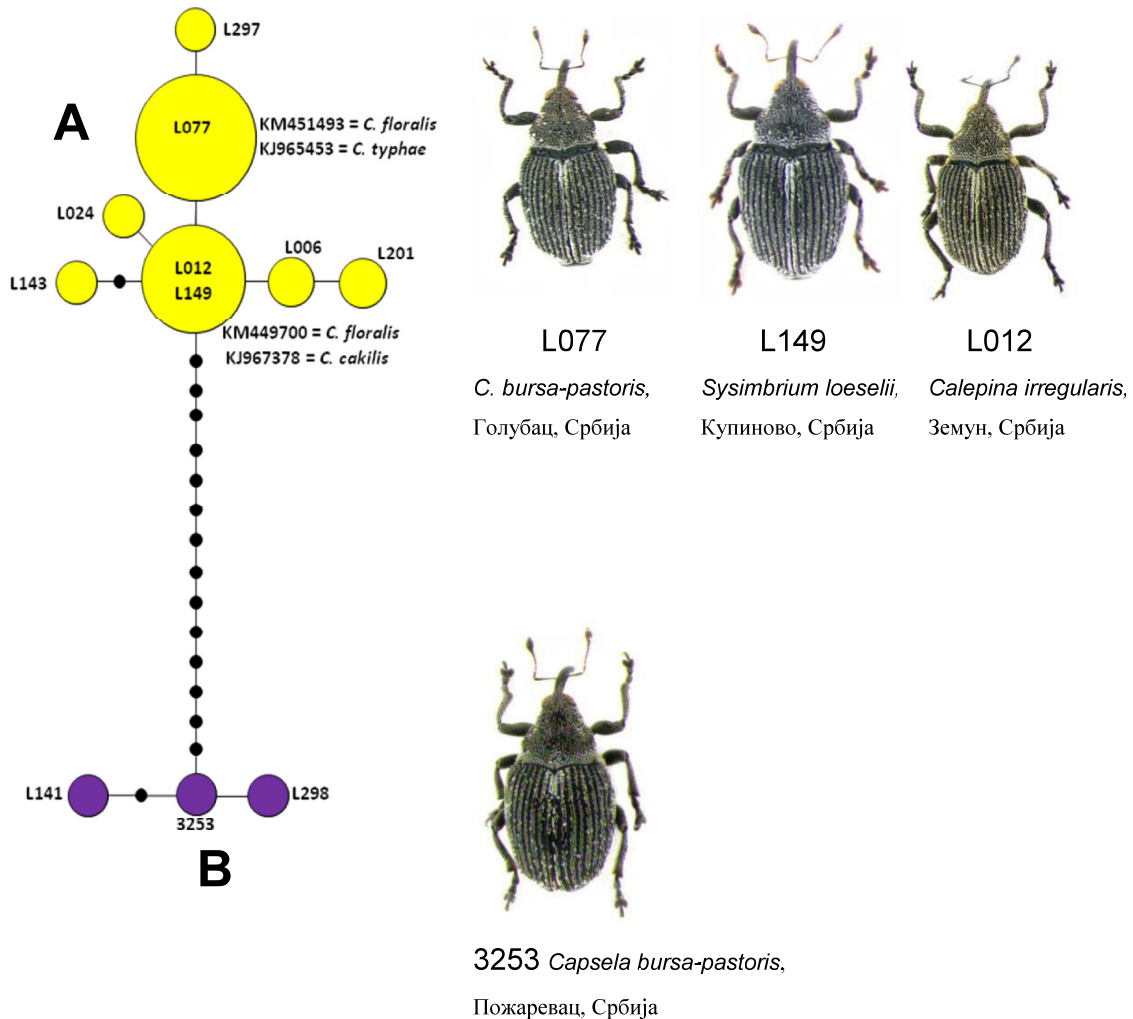 L297
A
L077
KM451493 = C. floralis
KJ965453 = C. typhae
L024
L006
L201
L143
L012
L149
KM449700 = C. floralis
KJ967378 = C. cakilis
L141
3253
L298
B
L077
C. bursa-pastoris,
Голубац, Србија
L149
Sysimbrium loeselii,
Купиново, Србија
L012
Calepina irregularis,
Земун, Србија
3253 Capsela bursa-pastoris,
Пожаревац, Србија